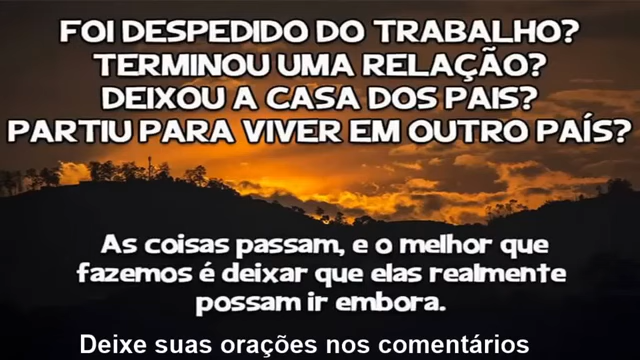 FOI DESPEDIDO DO TRABALHO?
TERMINOU UMA RELAÇÃO?
DEIXOU A CASA DOS PAIS?
PARTIU PARA VIVER EM OUTRO PAÍS?
As coisas passam, e o melhor que
fazemos é deixar que elas realmente
possam ir embora.
Deixe suas orações nos comentários